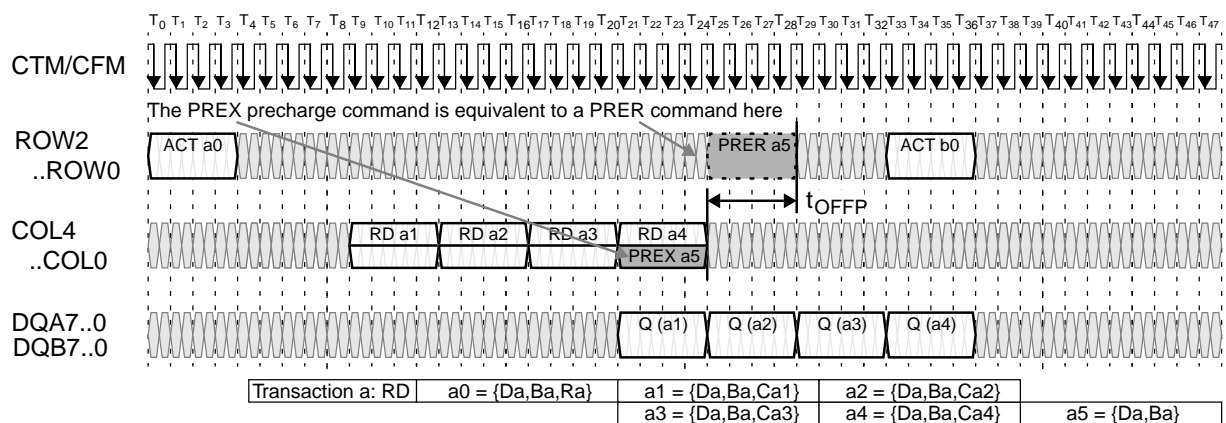 T0 T1 T2 T3 T4 T5 T6 T7 T8 T9 T10 T11 T12 T13 T14 T15 T16 T17 T18 T19 T20 T21 T22 T23 T24 T25 T26 T27 T28 T29 T30 T31 T32 T33 T34 T35 T36 T37 T38 T39 T40 T41 T42 T43 T44 T45 T46 T47
CTM/CFM
The PREX precharge command is equivalent to a PRER command here
ROW2
..ROW0
ACT a0 PRER a5 ACT b0
tOFFP
COL4
..COL0
RD a1 RD a2 RD a3 RD a4
PREX a5
DQA7..0
DQB7..0
Q (a1) Q (a2) Q (a3) Q (a4)
Transaction a: RD a0 = {Da,Ba,Ra} a1 = {Da,Ba,Ca1} a2 = {Da,Ba,Ca2}
a3 = {Da,Ba,Ca3} a4 = {Da,Ba,Ca4} a5 = {Da,Ba}